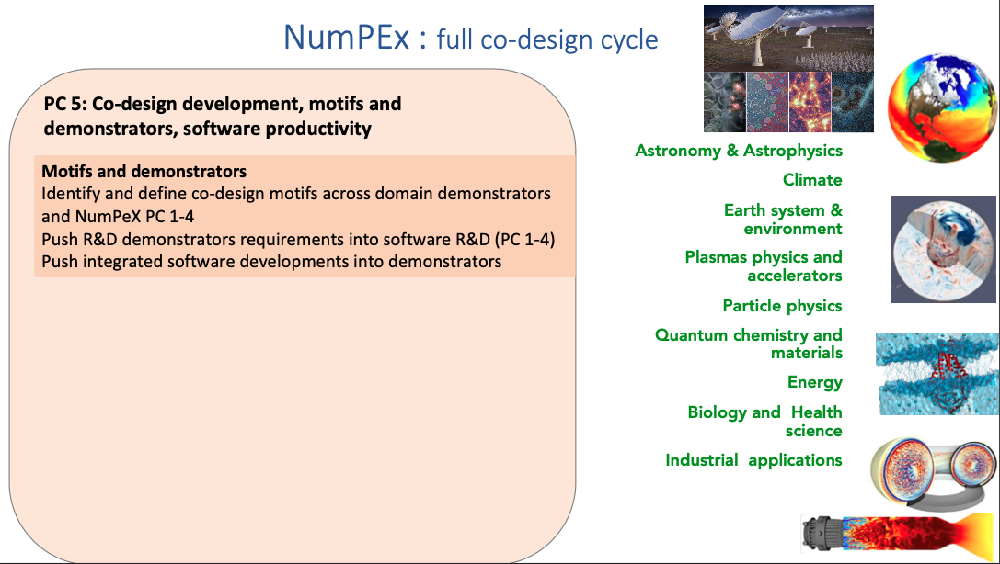 NumPEx : full co-design cycle
PC 5: Co-design development, motifs and
demonstrators, software productivity
Motifs and demonstrators
Identify and define co-design motifs across domain demonstrators
and NumPeX PC 1-4
Push R&D demonstrators requirements into software R&D (PC 1-4)
Push integrated software developments into demonstrators
Astronomy & Astrophysics
Climate
Earth system &
environment
Plasmas physics and
accelerators
Particle physics
Quantum chemistry and
materials
Energy
Biology and Health
science
Industrial applications